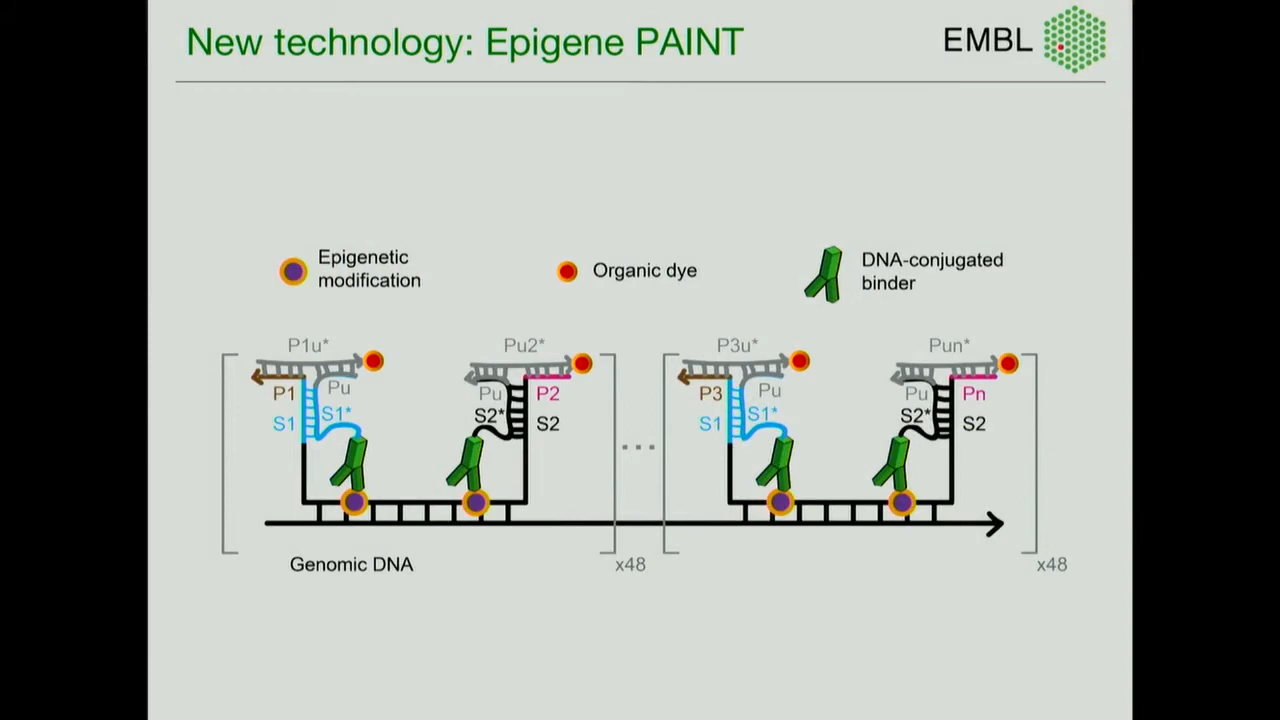 New technology: Epigene PAINT
EMBL
Epigenetic
modification
Organic dye
DNA-conjugated
binder
P1u*
Pu2*
P3u*
Pun*
P1
Pu
Pu
P2
P3
Pu
Pu
Pn
S1
S1*
S2*
S2
S1
S1*
S2*
S2
...
Genomic DNA
x48
x48